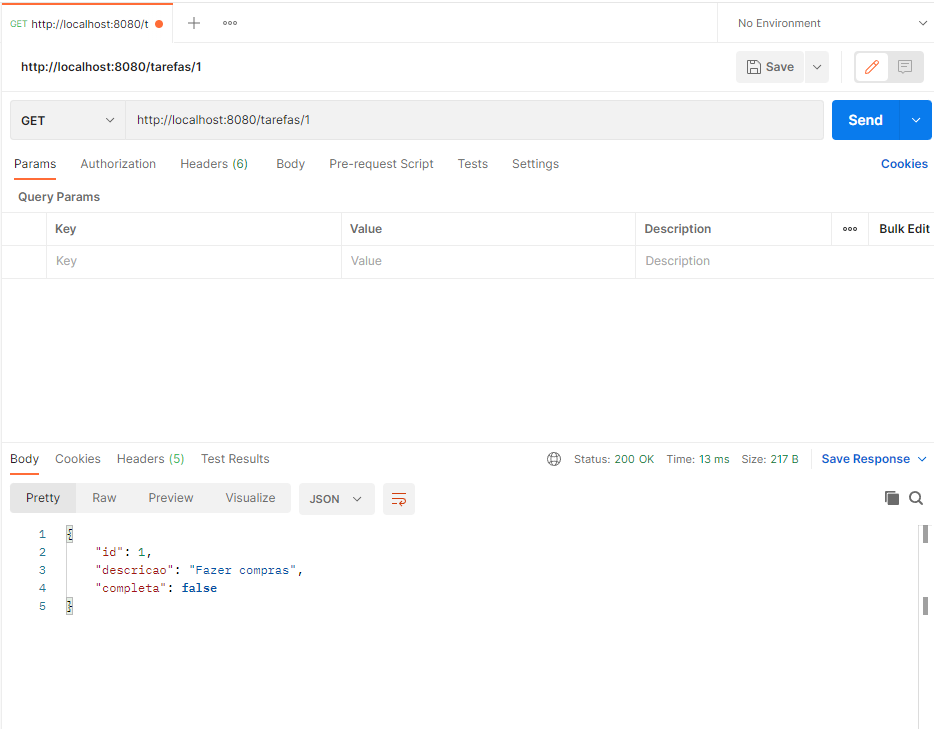 GET http://localhost:8080/t No Environment
http://localhost:8080/tarefas/1 Save
GET http://localhost:8080/tarefas/1 Send
Params Authorization Headers (6) Body Pre-request Script Tests Settings Cookies
Query Params
Key Value Description Bulk Edit
Key Value Description
Body Cookies Headers (5) Test Results Status: 200 OK Time: 13 ms Size: 217 B Save Response
Pretty Raw Preview Visualize JSON
1 {
2 "id": 1,
3 "descricao": "Fazer compras",
4 "completa": false
5 }